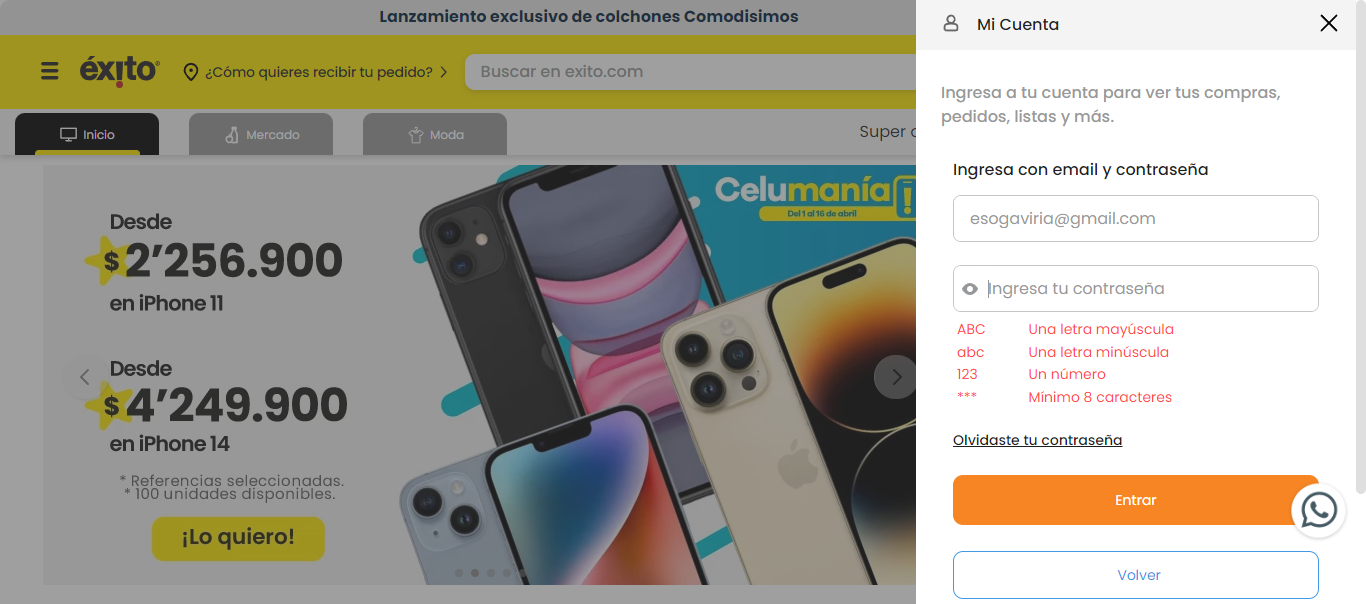 Lanzamiento exclusivo de colchones Comodisimos
éxito
¿Cómo quieres recibir tu pedido?
Buscar en exito.com
Inicio
Mercado
Moda
Super
Desde
$2’256.900
en iPhone 11
Desde
$4’249.900
en iPhone 14
* Referencias seleccionadas.
* 100 unidades disponibles.
¡Lo quiero!
Celumanía
Del 1 al 16 de abril
Mi Cuenta
Ingresa a tu cuenta para ver tus compras,
pedidos, listas y más.
Ingresa con email y contraseña
esogaviria@gmail.com
Ingresa tu contraseña
ABC Una letra mayúscula
abc Una letra minúscula
123 Un número
*** Mínimo 8 caracteres
Olvidaste tu contraseña
Entrar
Volver